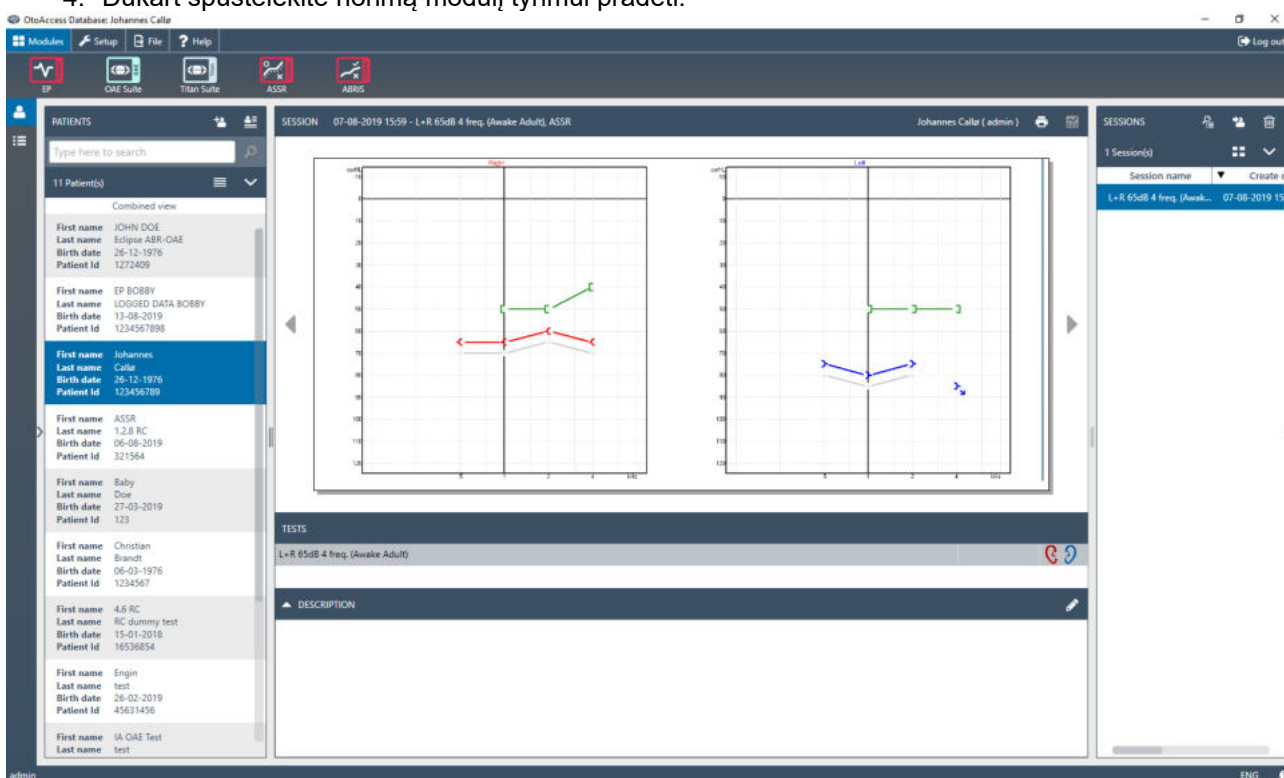 4. Dukart spustelėkite norimą modulį tyrimui pradėti.
OtoAccess Database: Johannes Callø
Modules Setup File ? Help Log out
EP OAE Suite Titan Suite ASSR ABRIS
PATIENTS
Type here to search
11 Patient(s)
Combined view
First name JOHN DOE
Last name Eclipse ABR-OAE
Birth date 26-12-1976
Patient Id 1272409
First name EP BOBBY
Last name LOGGED DATA BOBBY
Birth date 13-08-2019
Patient Id 1234567898
First name Johannes
Last name Callø
Birth date 26-12-1976
Patient Id 123456789
First name ASSR
Last name 1.2.8 RC
Birth date 06-08-2019
Patient Id 321564
First name Baby
Last name Doe
Birth date 27-03-2019
Patient Id 123
First name Christian
Last name Brandt
Birth date 06-03-1976
Patient Id 1234567
First name 4.6 RC
Last name RC dummy test
Birth date 15-01-2018
Patient Id 16536854
First name Engin
Last name test
Birth date 26-02-2019
Patient Id 45631456
First name IA OAE Test
Last name test
SESSION 07-08-2019 15:59 - L+R 65dB 4 freq. (Awake Adult), ASSR Johannes Callø ( admin )
Right Left
TESTS
L+R 65dB 4 freq. (Awake Adult)
DESCRIPTION
SESSIONS
1 Session(s)
Session name Create
L+R 65dB 4 freq. (Awak... 07-08-2019 15
admin ENG